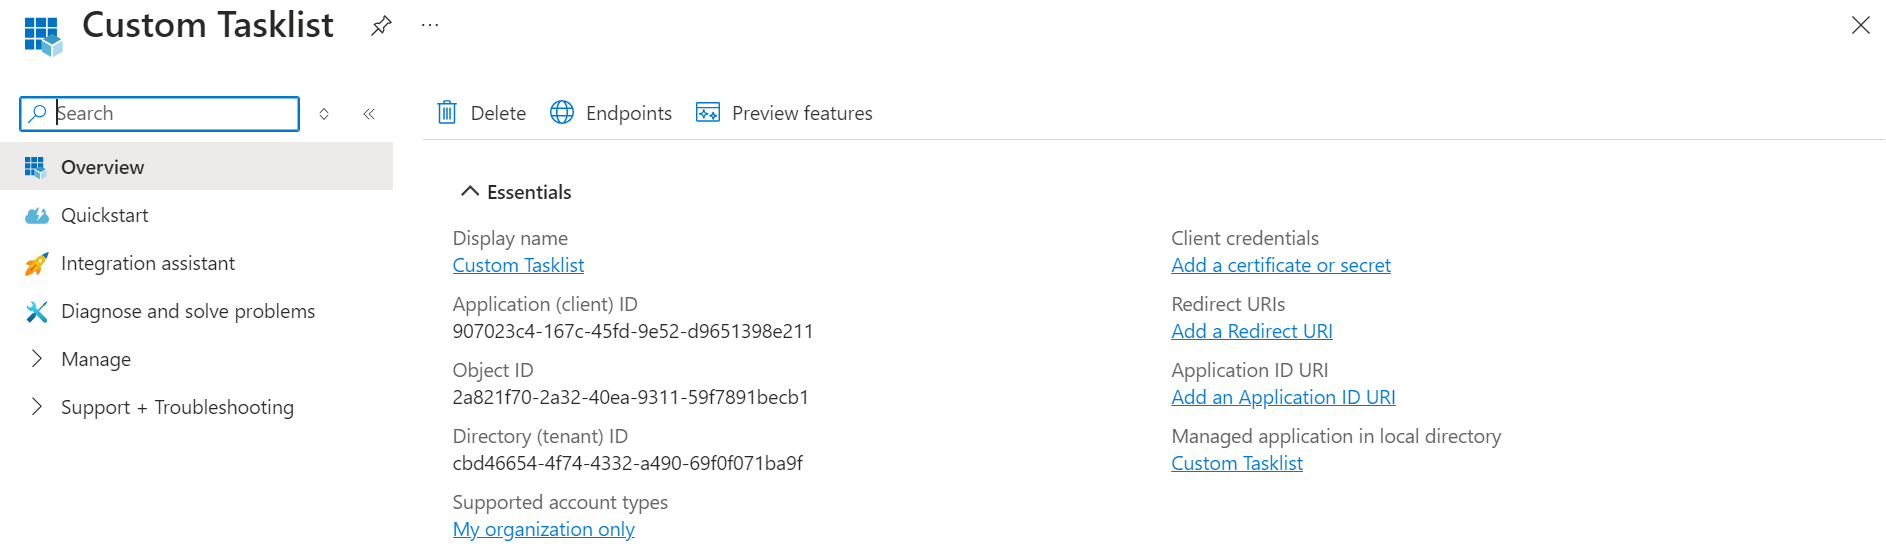 Custom Tasklist
...
Search
Overview
Quickstart
Integration assistant
Diagnose and solve problems
Manage
Support + Troubleshooting
Delete
Endpoints
Preview features
Essentials
Display name
Custom Tasklist
Application (client) ID
907023c4-167c-45fd-9e52-d9651398e211
Object ID
2a821f70-2a32-40ea-9311-59f7891becb1
Directory (tenant) ID
cbd46654-4f74-4332-a490-69f0f071ba9f
Supported account types
My organization only
Client credentials
Add a certificate or secret
Redirect URIs
Add a Redirect URI
Application ID URI
Add an Application ID URI
Managed application in local directory
Custom Tasklist